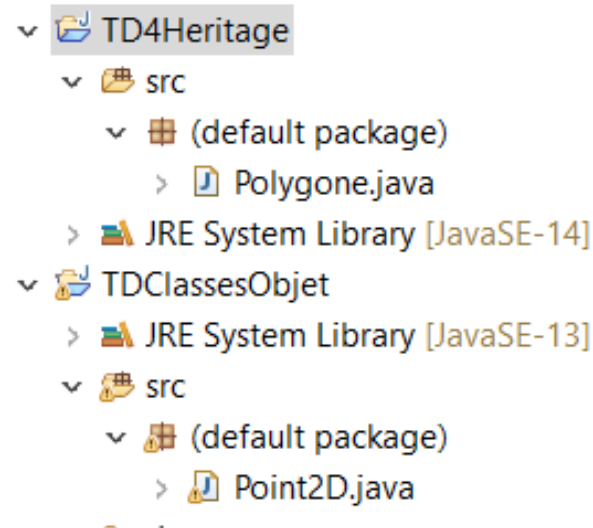 TD4Heritage
src
(default package)
Polygone.java
JRE System Library [JavaSE-14]
TDClassesObjet
JRE System Library [JavaSE-13]
src
(default package)
Point2D.java